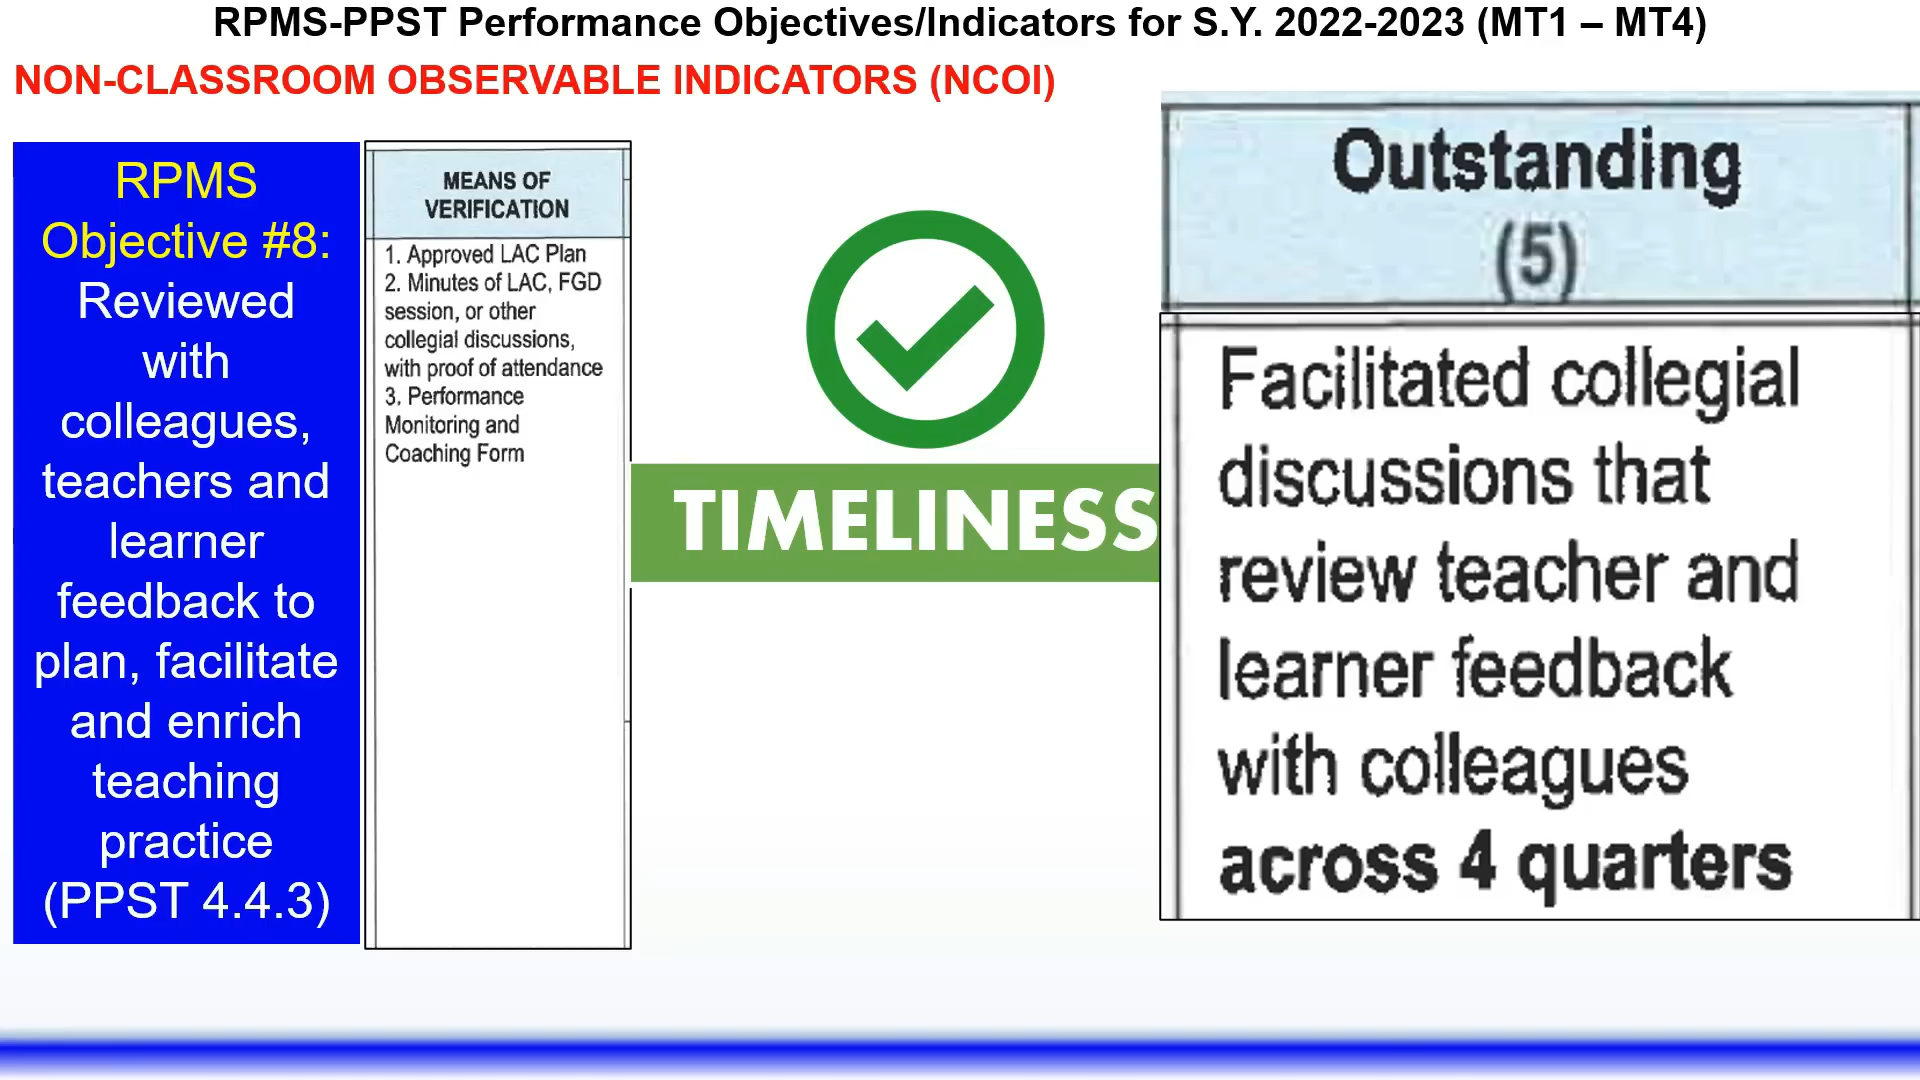 RPMS-PPST Performance Objectives/Indicators for S.Y. 2022-2023 (MT1 – MT4)
NON-CLASSROOM OBSERVABLE INDICATORS (NCOI)
RPMS
Objective #8:
Reviewed
with
colleagues,
teachers and
learner
feedback to
plan, facilitate
and enrich
teaching
practice
(PPST 4.4.3)
MEANS OF
VERIFICATION
1. Approved LAC Plan
2. Minutes of LAC, FGD
session, or other
collegial discussions,
with proof of attendance
3. Performance
Monitoring and
Coaching Form
TIMELINESS
Outstanding
(5)
Facilitated collegial
discussions that
review teacher and
learner feedback
with colleagues
across 4 quarters